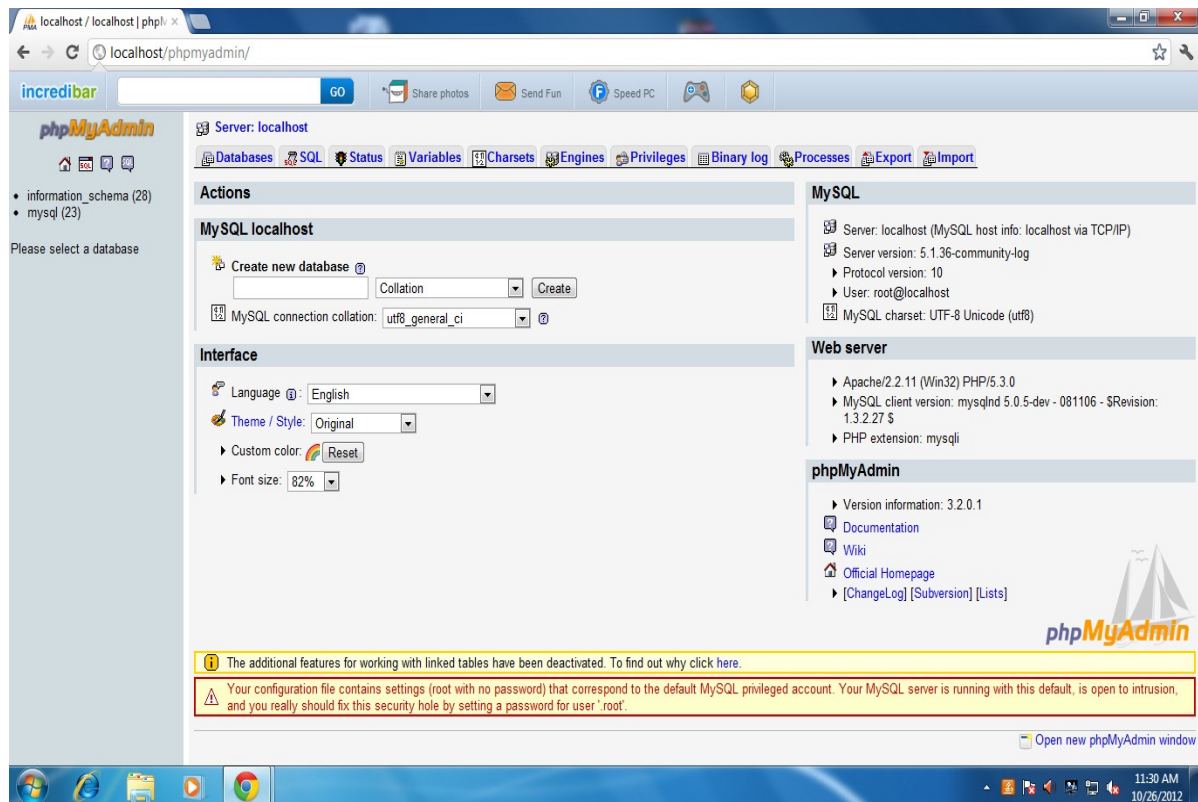 localhost / localhost | phpM
localhost/phpmyadmin/
incredibar
GO
Share photos
Send Fun
Speed PC
phpMyAdmin
SQL
information_schema (28)
mysql (23)
Please select a database
Server: localhost
Databases SQL Status Variables Charsets Engines Privileges Binary log Processes Export Import
Actions
MySQL localhost
Create new database
Collation
Create
MySQL connection collation: utf8_general_ci
Interface
Language : English
Theme / Style: Original
Custom color: Reset
Font size: 82%
MySQL
Server: localhost (MySQL host info: localhost via TCP/IP)
Server version: 5.1.36-community-log
Protocol version: 10
User: root@localhost
MySQL charset: UTF-8 Unicode (utf8)
Web server
Apache/2.2.11 (Win32) PHP/5.3.0
MySQL client version: mysqlnd 5.0.5-dev - 081106 - $Revision:
1.3.2.27 $
PHP extension: mysqli
phpMyAdmin
Version information: 3.2.0.1
Documentation
Wiki
Official Homepage
[ChangeLog] [Subversion] [Lists]
phpMyAdmin
The additional features for working with linked tables have been deactivated. To find out why click here.
Your configuration file contains settings (root with no password) that correspond to the default MySQL privileged account. Your MySQL server is running with this default, is open to intrusion,
and you really should fix this security hole by setting a password for user '.root'.
Open new phpMyAdmin window
11:30 AM
10/26/2012